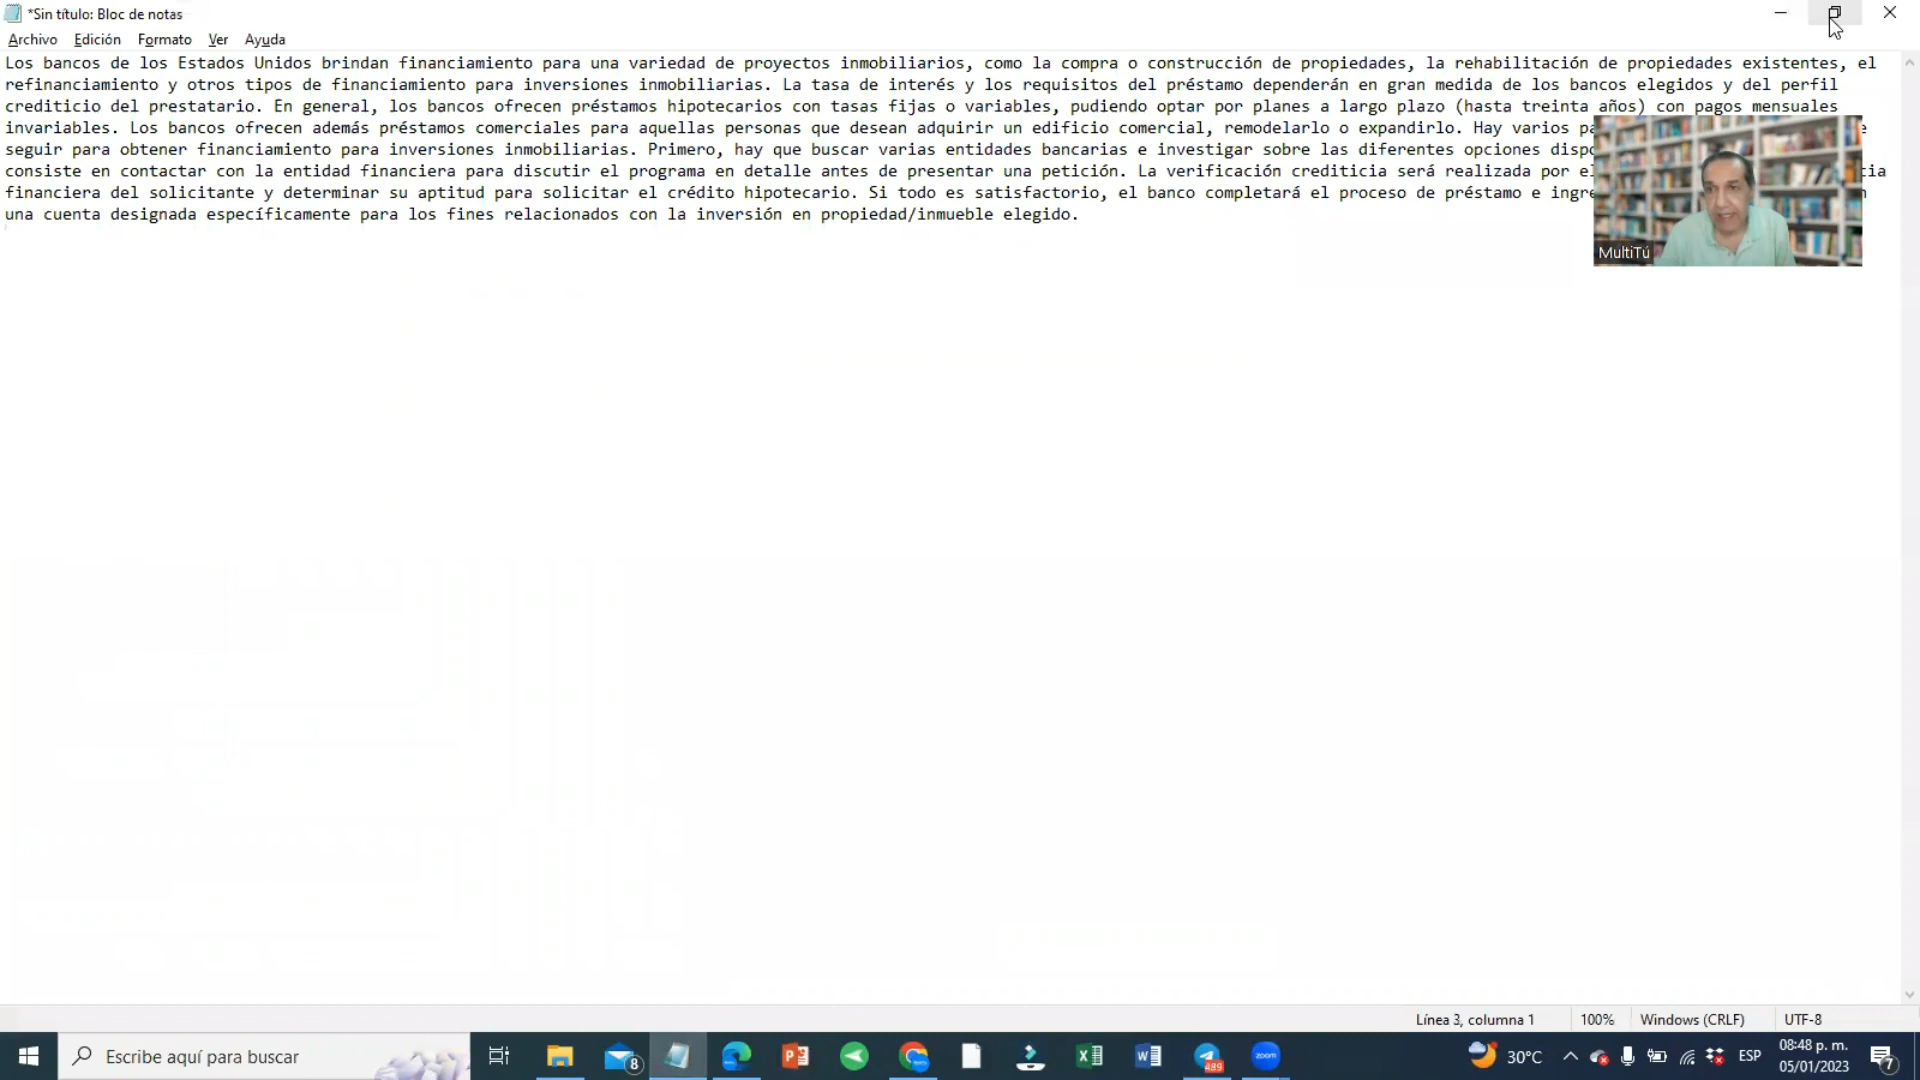 *Sin título: Bloc de notas
Archivo Edición Formato Ver Ayuda
Los bancos de los Estados Unidos brindan financiamiento para una variedad de proyectos inmobiliarios, como la compra o construcción de propiedades, la rehabilitación de propiedades existentes, el
refinanciamiento y otros tipos de financiamiento para inversiones inmobiliarias. La tasa de interés y los requisitos del préstamo dependerán en gran medida de los bancos elegidos y del perfil
crediticio del prestatario. En general, los bancos ofrecen préstamos hipotecarios con tasas fijas o variables, pudiendo optar por planes a largo plazo (hasta treinta años) con pagos mensuales
invariables. Los bancos ofrecen además préstamos comerciales para aquellas personas que desean adquirir un edificio comercial, remodelarlo o expandirlo. Hay varios
seguir para obtener financiamiento para inversiones inmobiliarias. Primero, hay que buscar varias entidades bancarias e investigar sobre las diferentes opciones
consiste en contactar con la entidad financiera para discutir el programa en detalle antes de presentar una petición. La verificación crediticia será realizada por
financiera del solicitante y determinar su aptitud para solicitar el crédito hipotecario. Si todo es satisfactorio, el banco completará el proceso de préstamo e
una cuenta designada específicamente para los fines relacionados con la inversión en propiedad/inmueble elegido.
MultiTú
Línea 3, columna 1 100% Windows (CRLF) UTF-8
Escribe aquí para buscar
8
489
zoom
30°C
ESP
08:48 p. m.
05/01/2023
7